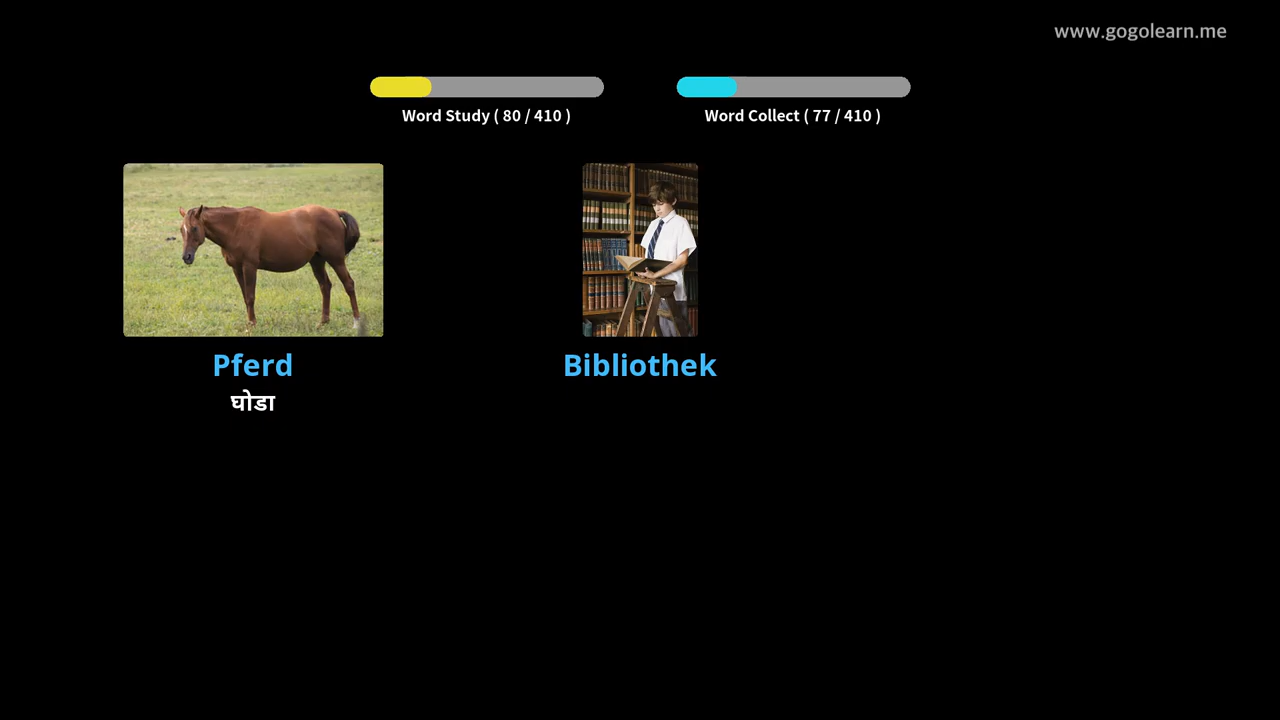 www.gogolearn.me
Word Study ( 80 / 410 )
Word Collect ( 77 / 410 )
Pferd
Bibliothek
घोडा